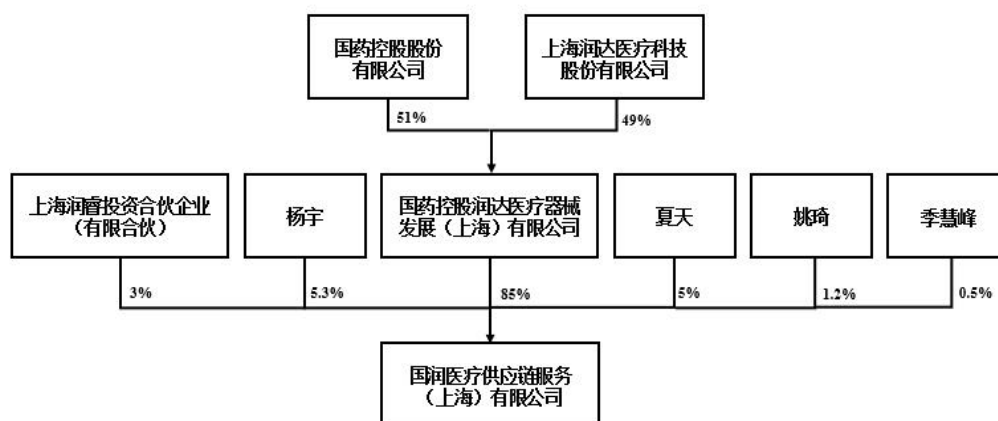 国药控股股份
有限公司
上海润达医疗科技
股份有限公司
51%
49%
上海润睿投资合伙企业
（有限合伙）
杨宇
国药控股润达医疗器械
发展（上海）有限公司
夏天
姚琦
季慧峰
3%
5.3%
85%
5%
1.2%
0.5%
国润医疗供应链服务
（上海）有限公司